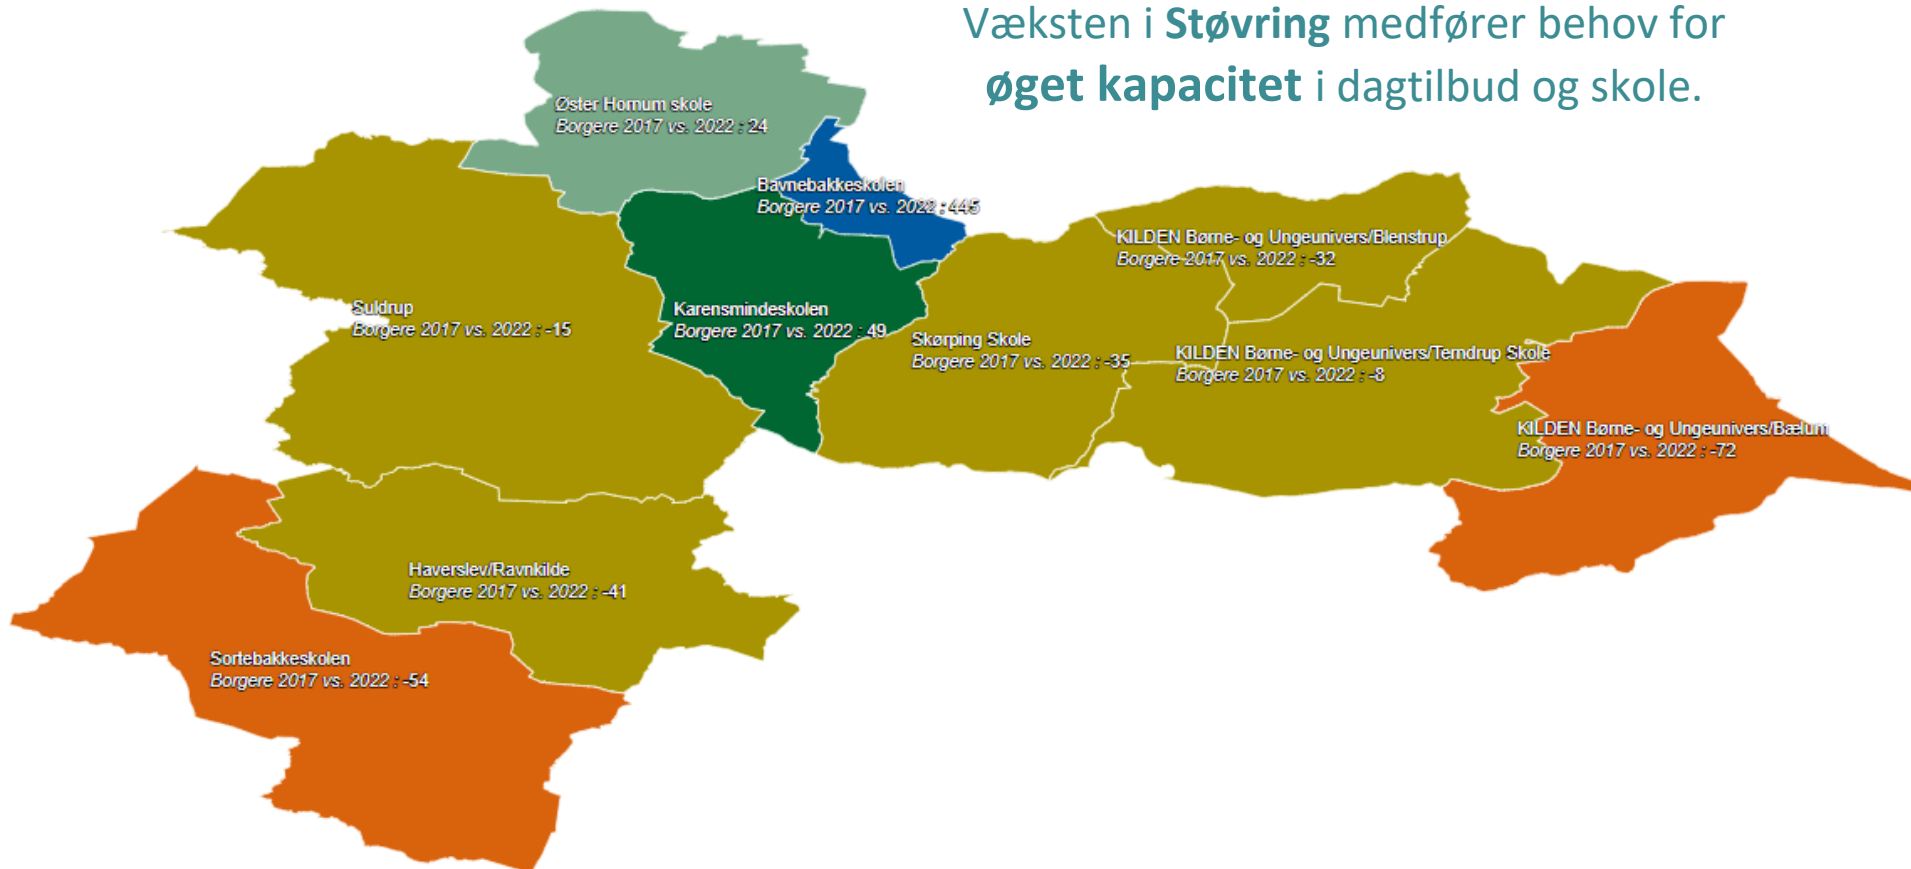 Væksten i Støvring medfører behov for
øget kapacitet i dagtilbud og skole.
Øster Hornum skole
Borgere 2017 vs. 2022 : 24
Bavnebakkeskolen
Borgere 2017 vs. 2022 : 445
KILDEN Børne- og Ungeunivers/Blenstrup
Borgere 2017 vs. 2022 : -32
Suldrup
Borgere 2017 vs. 2022 : -15
Karensmindeskolen
Borgere 2017 vs. 2022 : 49
Skørping Skole
Borgere 2017 vs. 2022 : -35
KILDEN Børne- og Ungeunivers/Terndrup Skole
Borgere 2017 vs. 2022 : -8
KILDEN Børne- og Ungeunivers/Bælum
Borgere 2017 vs. 2022 : -72
Haverslev/Ravnkilde
Borgere 2017 vs. 2022 : -41
Sortebakkeskolen
Borgere 2017 vs. 2022 : -54